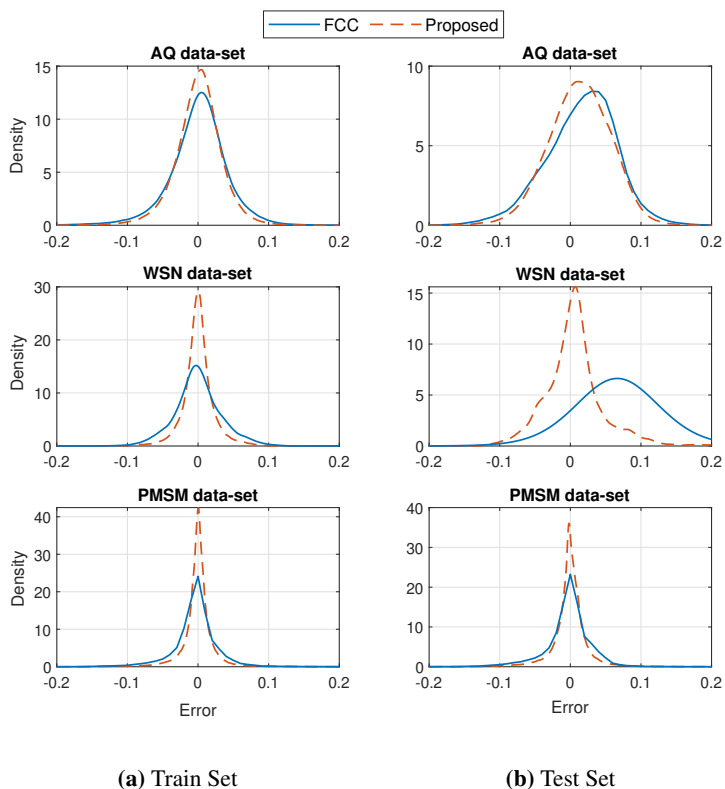 FCC Proposed
AQ data-set
15
10
5
0
Density
-0.2 -0.1 0 0.1 0.2
WSN data-set
30
20
10
0
Density
-0.2 -0.1 0 0.1 0.2
PMSM data-set
40
30
20
10
0
Density
-0.2 -0.1 0 0.1 0.2
Error
(a) Train Set
AQ data-set
10
5
0
-0.2 -0.1 0 0.1 0.2
WSN data-set
15
10
5
0
-0.2 -0.1 0 0.1 0.2
PMSM data-set
40
30
20
10
0
-0.2 -0.1 0 0.1 0.2
Error
(b) Test Set